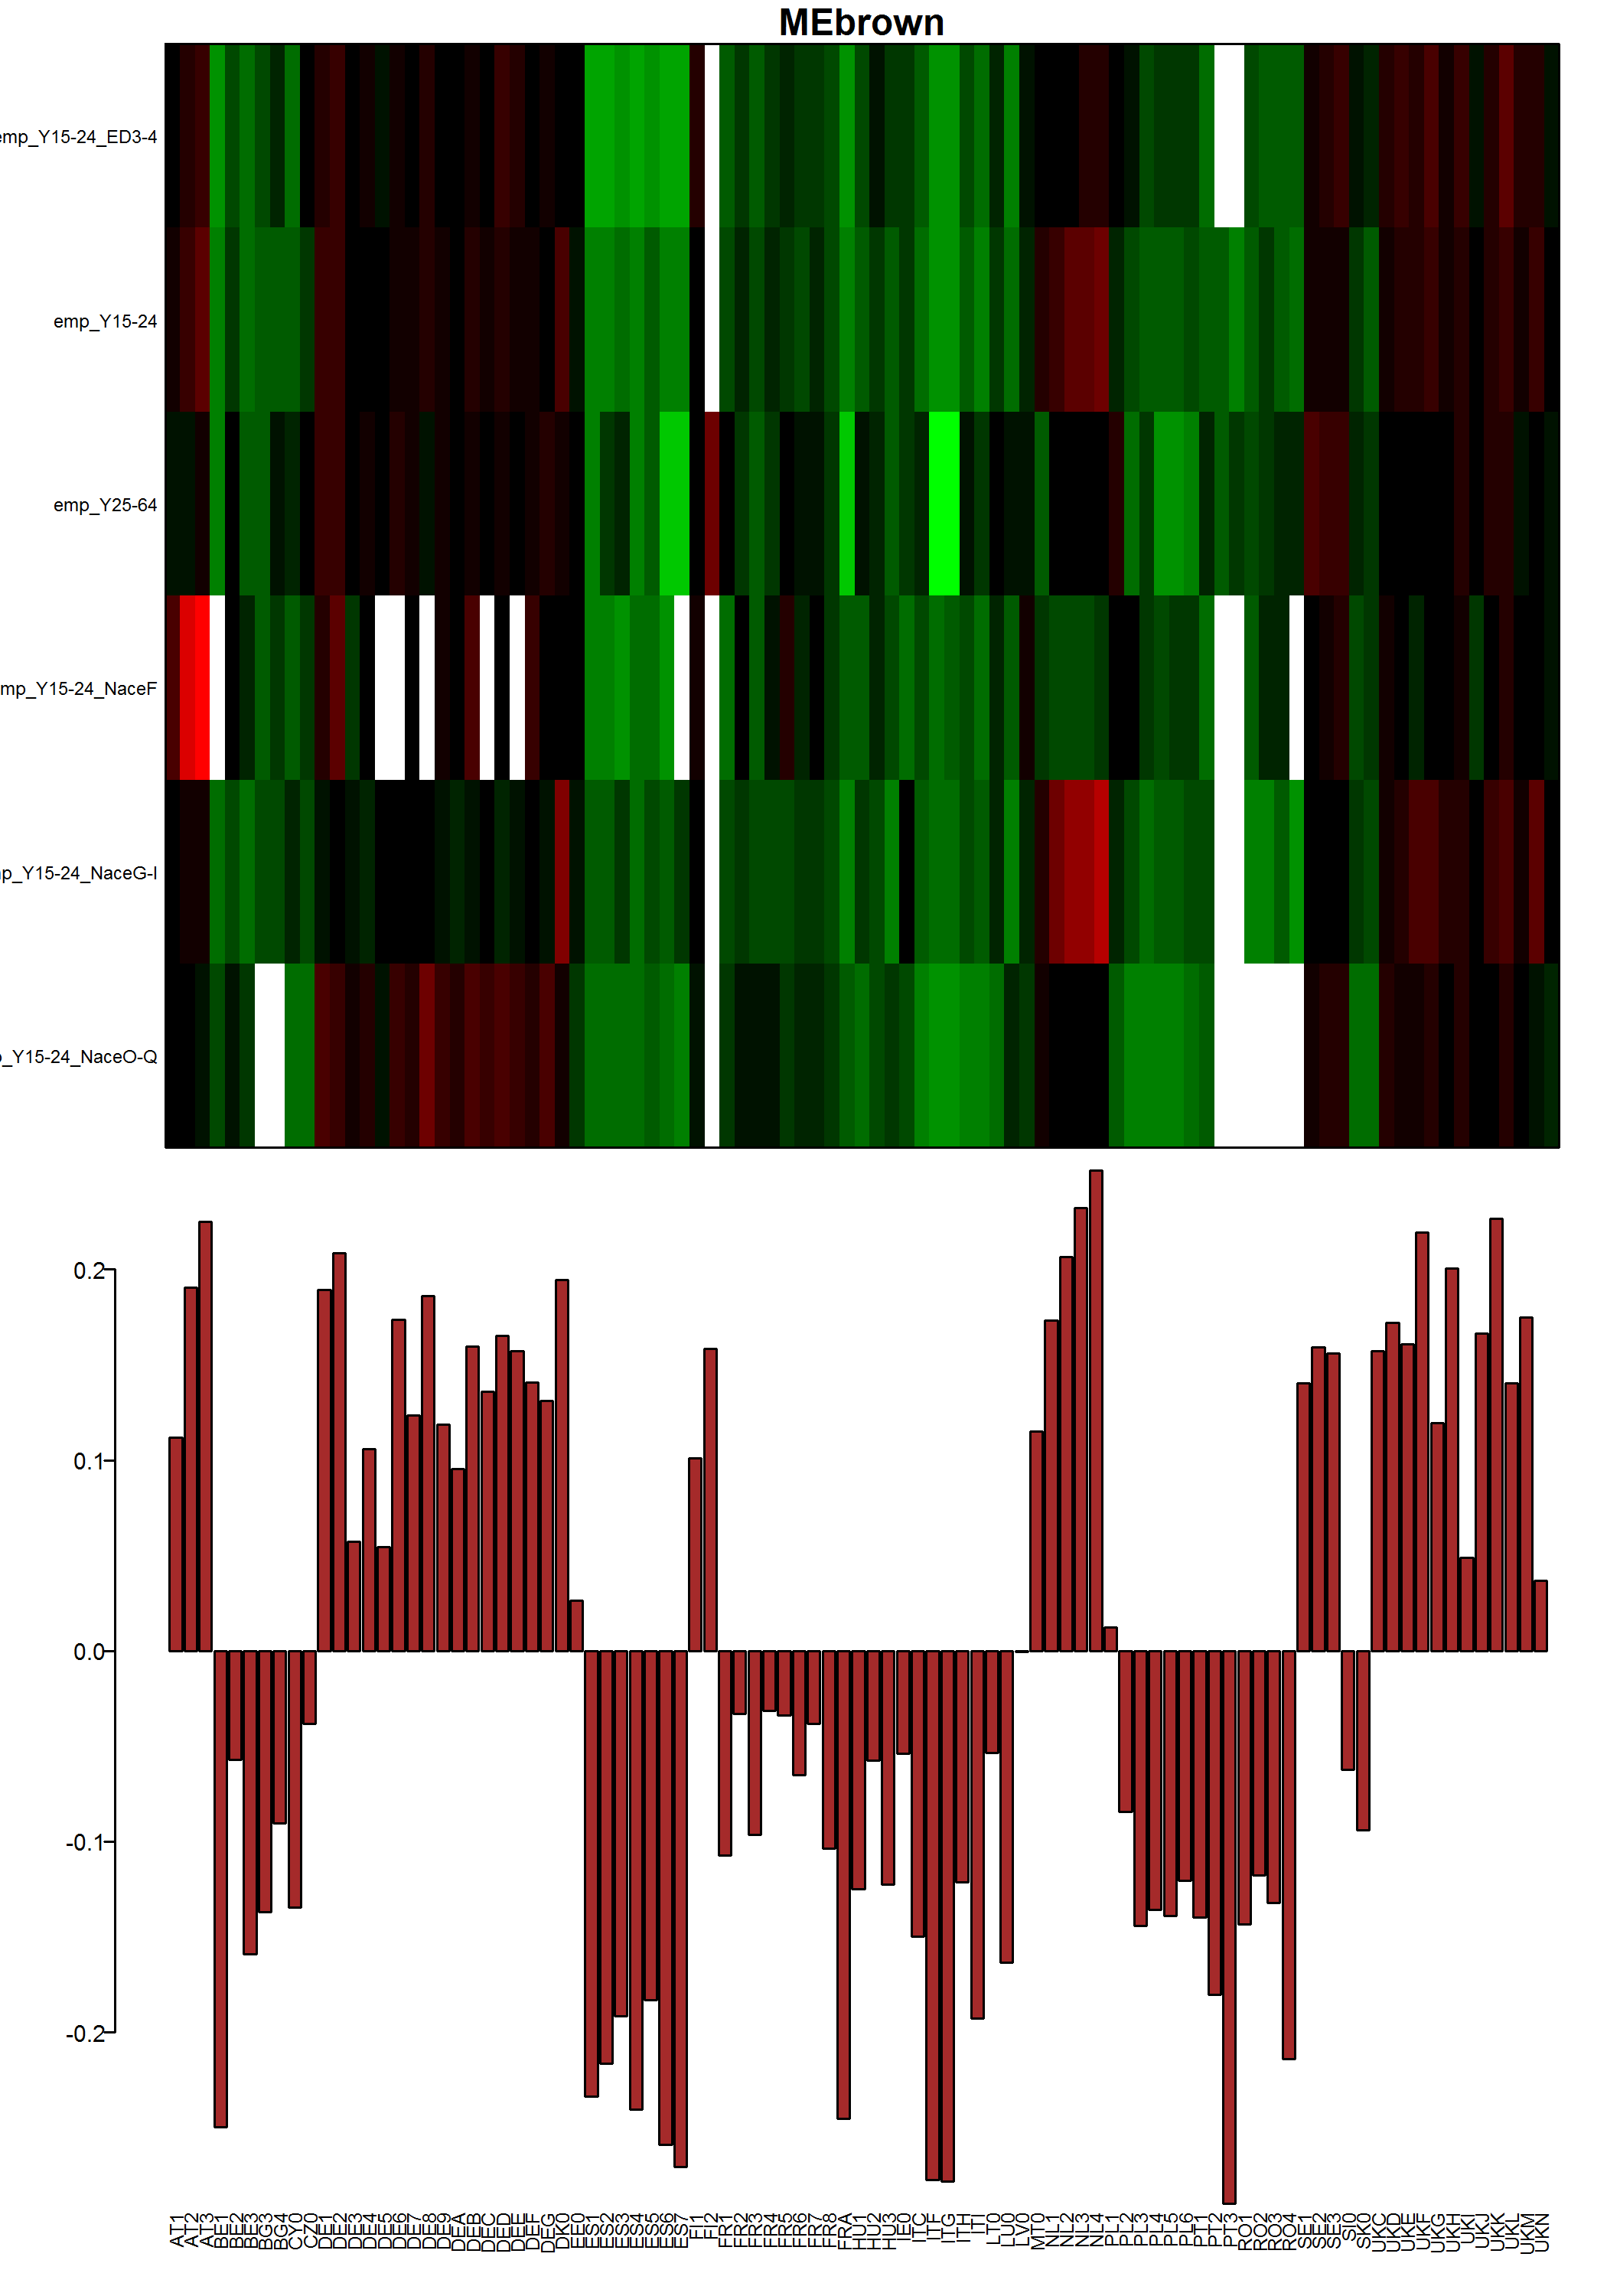 MEbrown
emp_Y15-24_ED3-4
emp_Y15-24
emp_Y25-64
mp_Y15-24_NaceF
p_Y15-24_NaceG-I
_Y15-24_NaceO-Q
0.2
0.1
0.0
-0.1
-0.2
AT1
AT2
AT3
BE1
BE2
BE3
BG3
BG4
CY0
CZ0
DE1
DE2
DE3
DE4
DE5
DE6
DE7
DE8
DE9
DEA
DEB
DEC
DED
DEE
DEF
DEG
DK0
EE0
ES1
ES2
ES3
ES4
ES5
ES6
ES7
FI1
FI2
FR1
FR2
FR3
FR4
FR5
FR6
FR7
FR8
FRA
HU1
HU2
HU3
IE0
ITC
ITF
ITG
ITH
ITI
LT0
LU0
LV0
MT0
NL1
NL2
NL3
NL4
PL1
PL2
PL3
PL4
PL5
PL6
PT1
PT2
PT3
RO1
RO2
RO3
RO4
SE1
SE2
SE3
SI0
SK0
UKC
UKD
UKE
UKF
UKG
UKH
UKI
UKJ
UKK
UKL
UKM
UKN